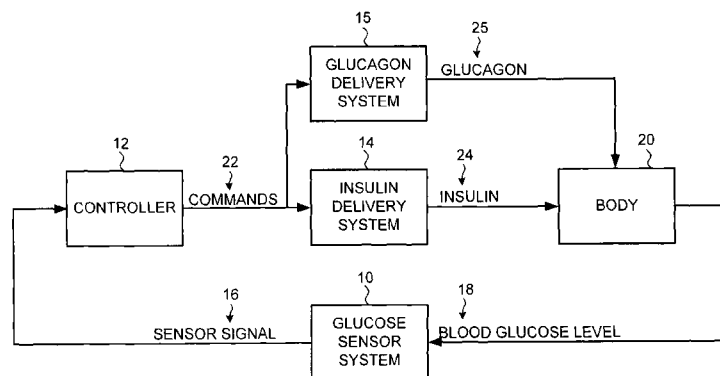 15
GLUCAGON
DELIVERY
SYSTEM
25
GLUCAGON
12
CONTROLLER
22
COMMANDS
14
INSULIN
DELIVERY
SYSTEM
24
INSULIN
20
BODY
16
SENSOR SIGNAL
10
GLUCOSE
SENSOR
SYSTEM
18
BLOOD GLUCOSE LEVEL